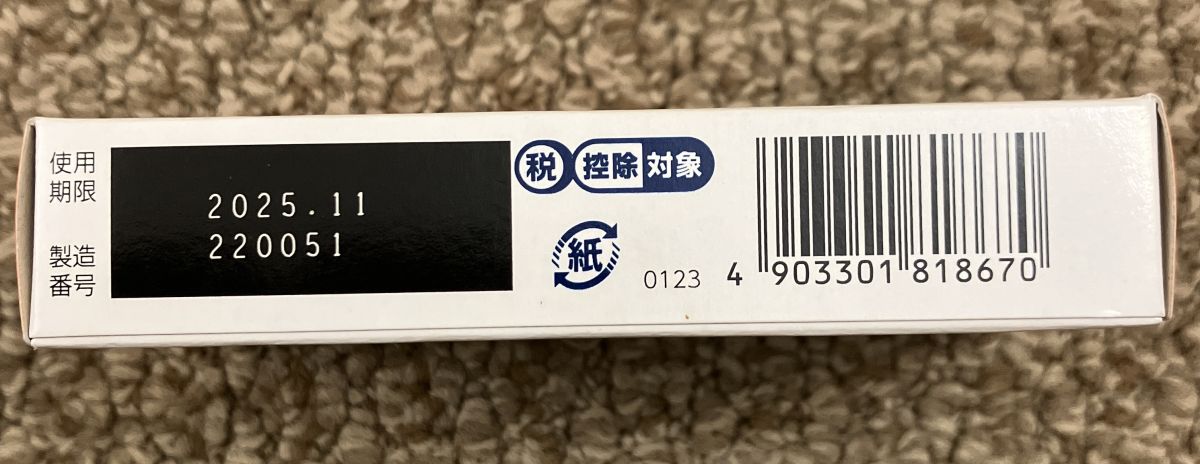 使用
期限
2025.11
製造
番号
220051
税 控除対象
紙
0123
4 903301 818670